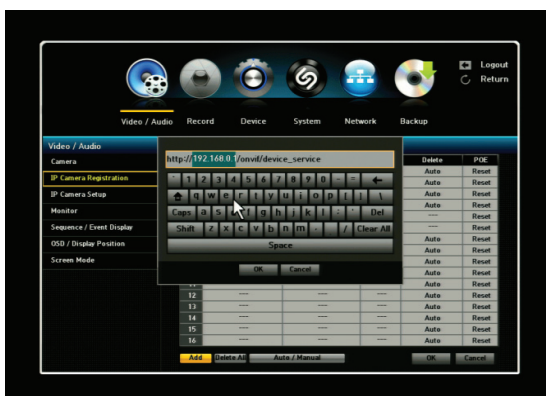 Logout
Return
Video / Audio Record Device System Network Backup
Video / Audio
Camera
IP Camera Registration
IP Camera Setup
Monitor
Sequence / Event Display
OSD / Display Position
Screen Mode
http://192.168.0.1/onvif/device_service
` 1 2 3 4 5 6 7 8 9 0 - =
q w e r t y u i o p [ ] \
Caps a s g h j k l ; ' Del
Shift z x c v b n m , . / Clear All
Space
OK Cancel
Delete POE
Auto Reset
Auto Reset
Auto Reset
Auto Reset
---- Reset
---- Reset
Auto Reset
Auto Reset
Auto Reset
Auto Reset
11 ---- ---- Auto Reset
12 ---- ---- Auto Reset
13 ---- ---- Auto Reset
14 ---- ---- Auto Reset
15 ---- ---- Auto Reset
16 ---- ---- Auto Reset
Add Delete All Auto / Manual OK Cancel